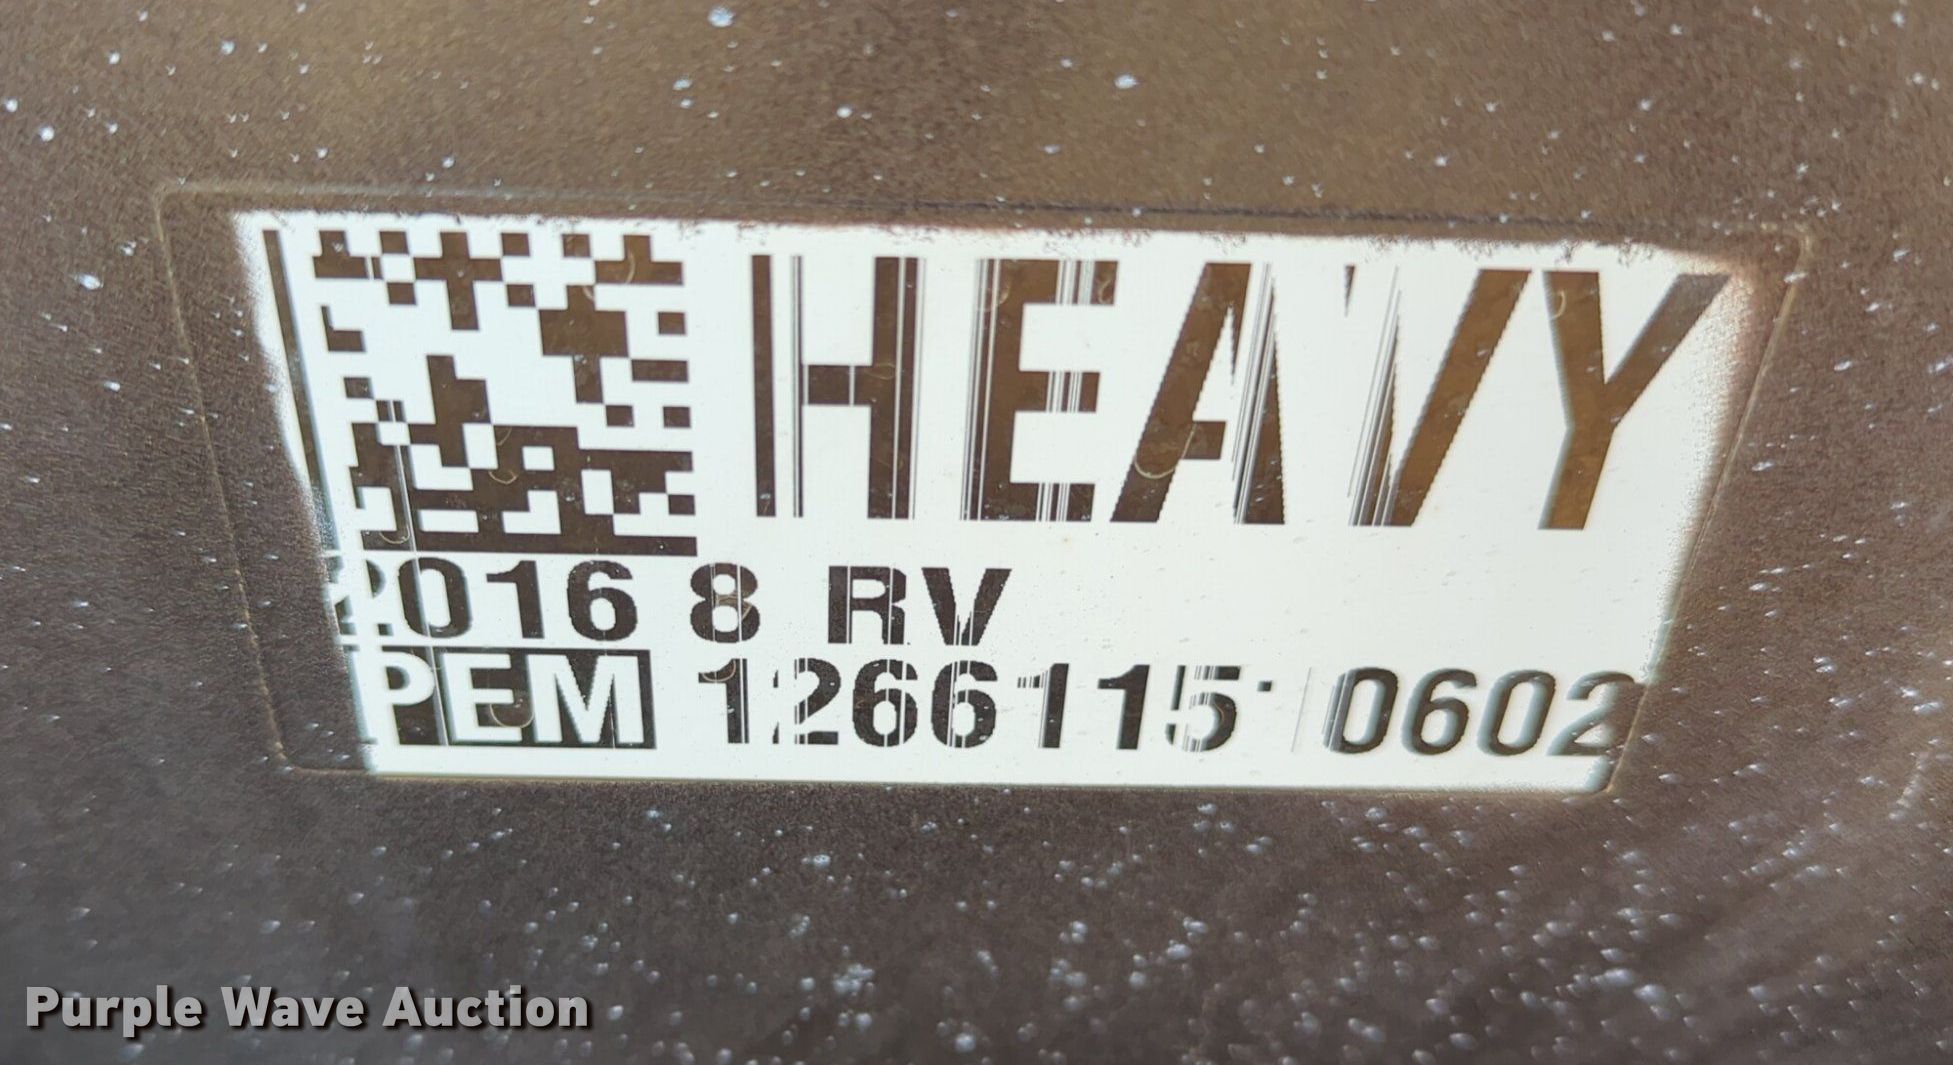 HEAVY
2016 8 RV
PEM 1266115 0602
Purple Wave Auction